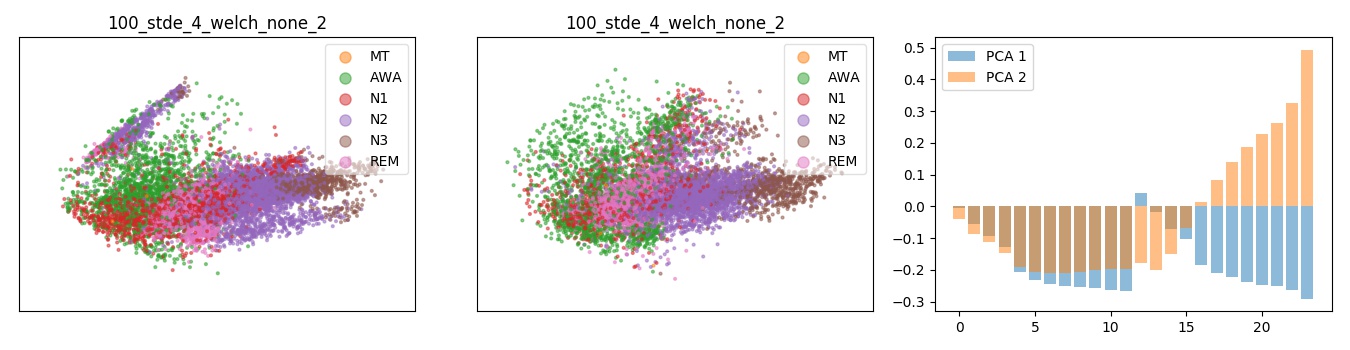 100_stde_4_welch_none_2
MT
AWA
N1
N2
N3
REM
100_stde_4_welch_none_2
MT
AWA
N1
N2
N3
REM
PCA 1
PCA 2
0.5
0.4
0.3
0.2
0.1
0.0
−0.1
−0.2
−0.3
0
5
10
15
20